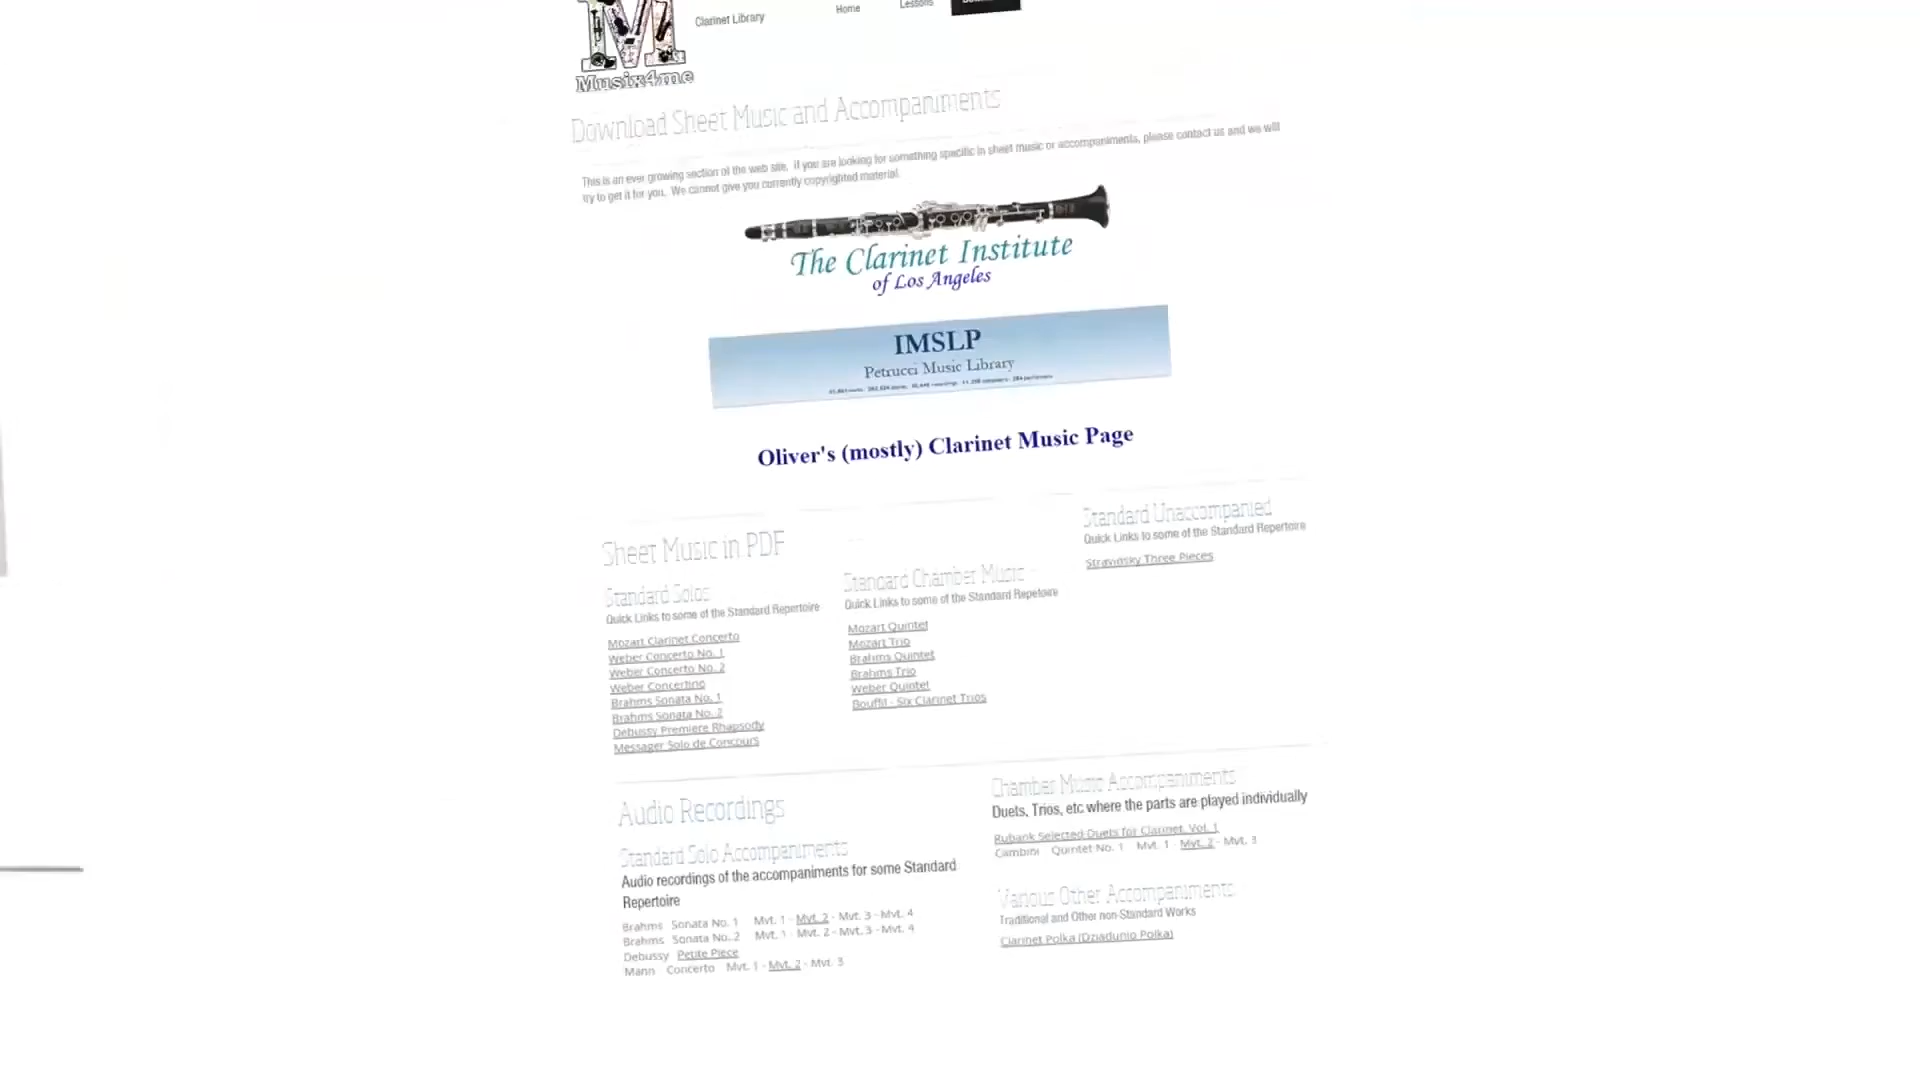 Clarinet Library
Home
Lessons
Musix4me
Download Sheet Music and Accompaniments
This is an ever growing section of the web site, if you are looking for something specific in sheet music or accompaniments, please contact us and we will
try to get it for you. We cannot give you currently copyrighted material.
The Clarinet Institute
of Los Angeles
IMSLP
Petrucci Music Library
Oliver's (mostly) Clarinet Music Page
Sheet Music in PDF
Standard Solos
Quick Links to some of the Standard Repertoire
Mozart Clarinet Concerto
Weber Concerto No. 1
Weber Concerto No. 2
Weber Concertino
Brahms Sonata No. 1
Brahms Sonata No. 2
Debussy Premiere Rhapsody
Messager Solo de Concours
Standard Chamber Music
Quick Links to some of the Standard Repetoire
Mozart Quintet
Mozart Trio
Brahms Quintet
Brahms Trio
Weber Quintet
Bouffil - Six Clarinet Trios
Standard Unaccompanied
Quick Links to some of the Standard Repertoire
Stravinsky Three Pieces
Audio Recordings
Standard Solo Accompaniments
Audio recordings of the accompaniments for some Standard
Repertoire
Brahms Sonata No. 1 Mvt. 1 - Mvt. 2 - Mvt. 3 - Mvt. 4
Brahms Sonata No. 2 Mvt. 1 - Mvt. 2 - Mvt. 3 - Mvt. 4
Debussy Petite Piece
Mann Concerto Mvt. 1 - Mvt. 2 - Mvt. 3
Chamber Music Accompaniments
Duets, Trios, etc where the parts are played individually
Rubank Selected Duets for Clarinet, Vol. 1
Cambini Quintet No. 1 Mvt. 1 - Mvt. 2 - Mvt. 3
Various Other Accompaniments
Traditional and Other non-Standard Works
Clarinet Polka (Dziadunio Polka)